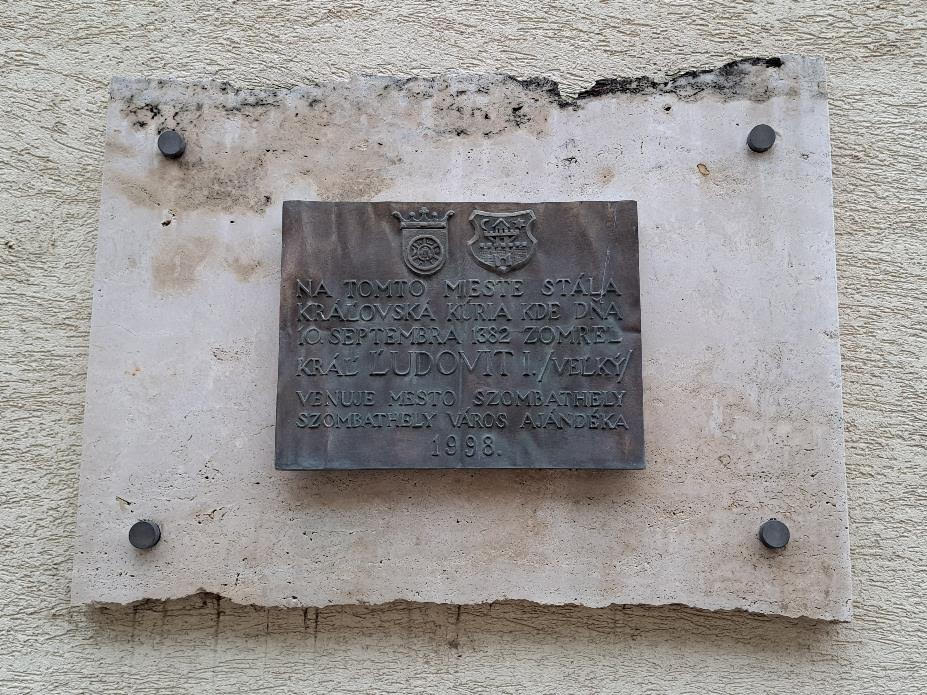 NA TOMTO MIESTE STÁLA
KRÁĽOVSKÁ KÚRIA KDE DŇA
10. SEPTEMBRA 1382 ZOMREL
KRÁĽ ĽUDOVIT I. /VEĽKÝ/
VENUJE MESTO SZOMBATHELY
SZOMBATHELY VÁROS AJÁNDÉKA
1998.